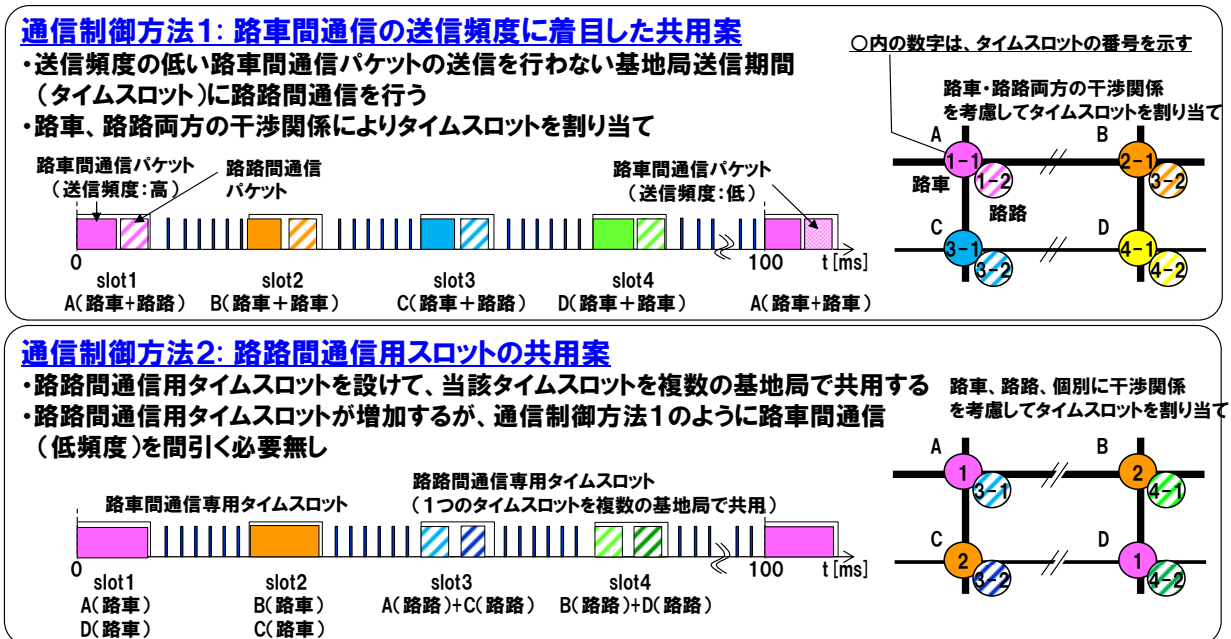 通信制御方法1: 路車間通信の送信頻度に着目した共用案
・送信頻度の低い路車間通信パケットの送信を行わない基地局送信期間
（タイムスロット）に路路間通信を行う
・路車、路路両方の干渉関係によりタイムスロットを割り当て
〇内の数字は、タイムスロットの番号を示す
路車・路路両方の干渉関係
を考慮してタイムスロットを割り当て
路車間通信パケット
（送信頻度：高）
路路間通信
パケット
路車間通信パケット
（送信頻度：低）
0
100
t[ms]
slot1
slot2
slot3
slot4
A(路車+路路)
B(路車＋路車)
C(路車＋路路)
D(路車＋路車)
A(路車+路車)
A
B
1-1
1-2
2-1
3-2
路車
路路
C
D
3-1
3-2
4-1
4-2
通信制御方法2: 路路間通信用スロットの共用案
・路路間通信用タイムスロットを設けて、当該タイムスロットを複数の基地局で共用する
・路路間通信用タイムスロットが増加するが、通信制御方法1のように路車間通信
（低頻度）を間引く必要無し
路車、路路、個別に干渉関係
を考慮してタイムスロットを割り当て
路車間通信専用タイムスロット
路路間通信専用タイムスロット
（1つのタイムスロットを複数の基地局で共用）
0
100
t[ms]
slot1
slot2
slot3
slot4
A(路車)
B(路車)
A(路路)+C(路路)
B(路路)+D(路路)
D(路車)
C(路車)
A
B
1
3-1
2
4-1
C
D
2
3-2
1
4-2